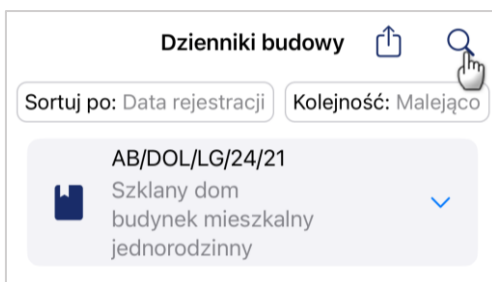 Dzienniki budowy
Sortuj po: Data rejestracji Kolejność: Malejąco
AB/DOL/LG/24/21
Szklany dom
budynek mieszkalny
jednorodzinny